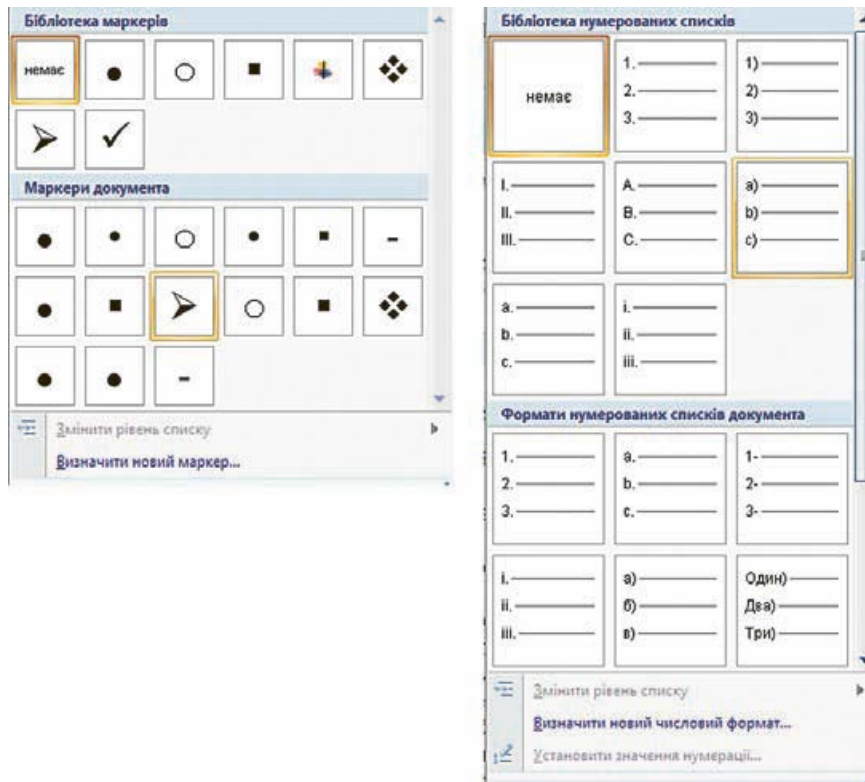 Бібліотека маркерів
немає
Маркери документа
Змінити рівень списку
Визначити новий маркер...
Бібліотека нумерованих списків
немає
1.
2.
3.
1)
2)
3)
I.
II.
III.
A.
B.
C.
a)
b)
c)
a.
b.
c.
i.
ii.
iii.
Формати нумерованих списків документа
1.
2.
3.
a.
b.
c.
1-
2-
3-
i.
ii.
iii.
а)
б)
в)
Один)
Два)
Три)
Змінити рівень списку
Визначити новий числовий формат...
Установити значення нумерації...